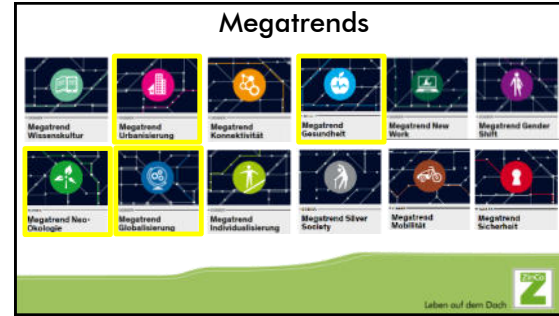 Megatrends
Megatrend
Wissenskultur
Megatrend
Urbanisierung
Megatrend
Konnektivität
Megatrend
Gesundheit
Megatrend New
Work
Megatrend Gender
Shift
Megatrend Neo-
Okologie
Megatrend
Globalisierung
Megatrend
Individualisierung
Megatrend Silver
Society
Megatrend
Mobilität
Megatrend
Sicherheit
Leben auf dem Dach
ZinCo